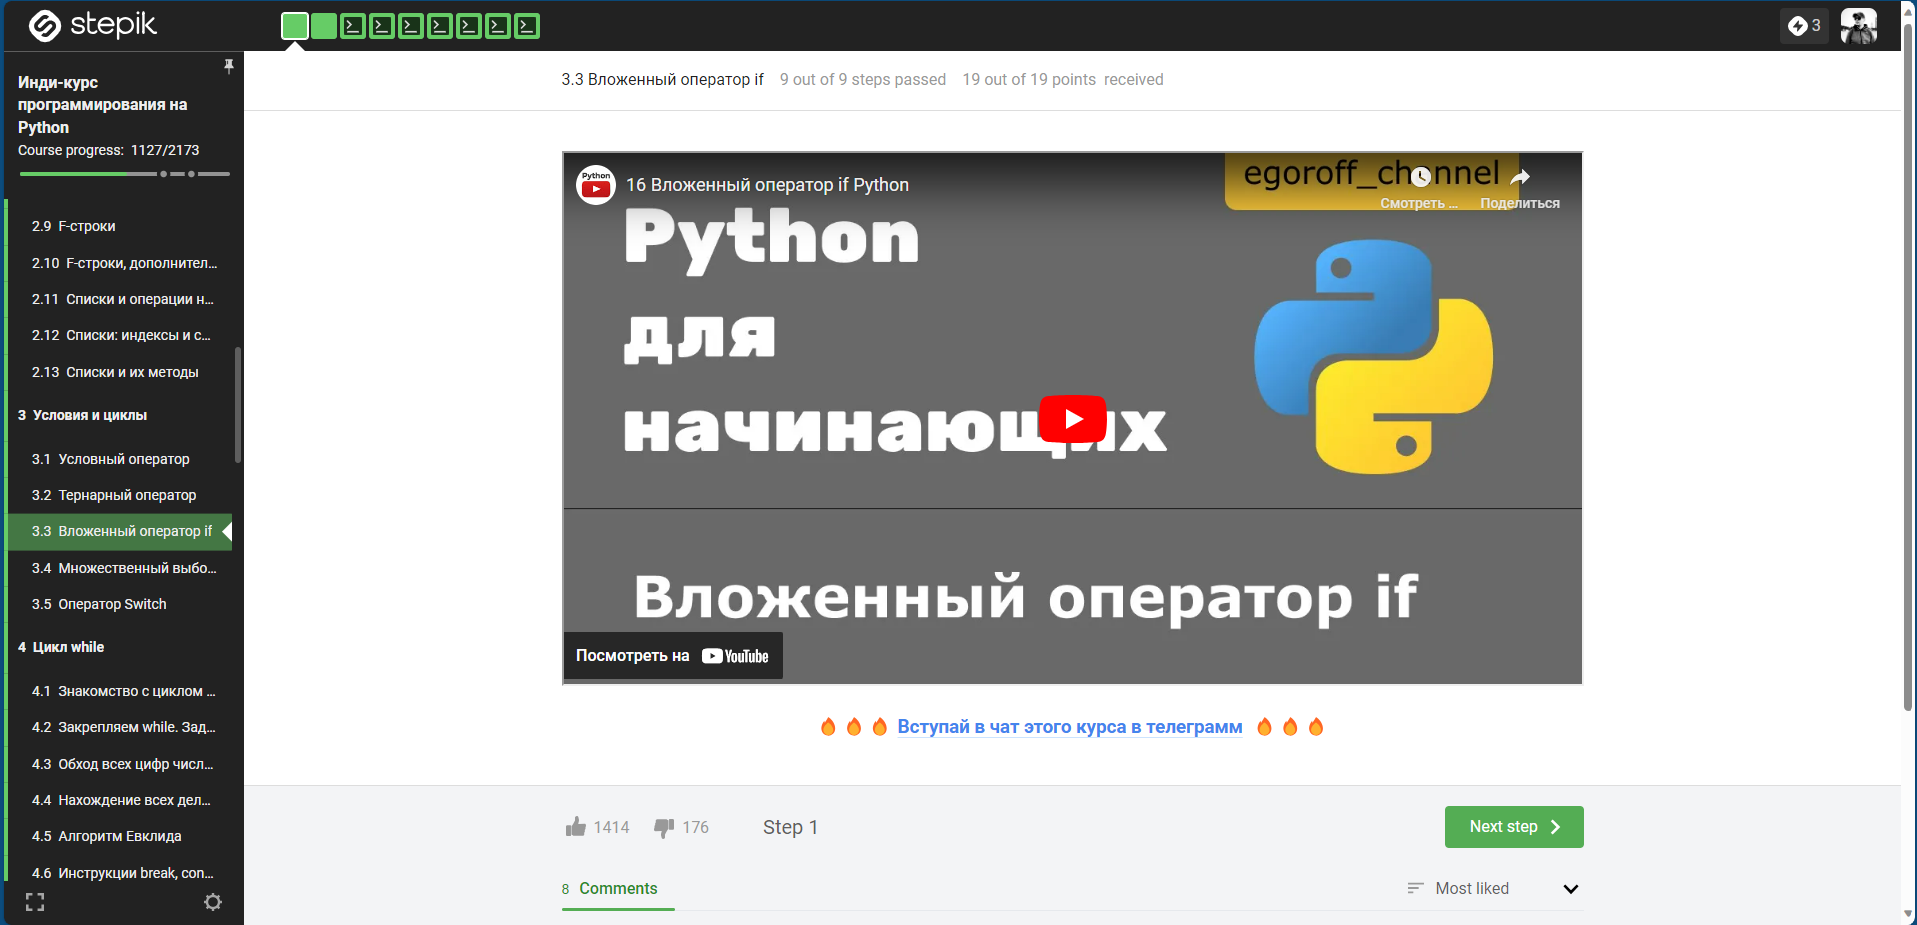 stepik
3
Инди-курс
программирования на
Python
Course progress: 1127/2173
2.9 F-строки
2.10 F-строки, дополнител...
2.11 Списки и операции н...
2.12 Списки: индексы и с...
2.13 Списки и их методы
3 Условия и циклы
3.1 Условный оператор
3.2 Тернарный оператор
3.3 Вложенный оператор if
3.4 Множественный выбо...
3.5 Оператор Switch
4 Цикл while
4.1 Знакомство с циклом ...
4.2 Закрепляем while. Зад...
4.3 Обход всех цифр числ...
4.4 Нахождение всех дел...
4.5 Алгоритм Евклида
4.6 Инструкции break, con...
3.3 Вложенный оператор if 9 out of 9 steps passed 19 out of 19 points received
Python
16 Вложенный оператор if Python
egoroff_channel
Смотреть ... Поделиться
Python
для
начинающих
Вложенный оператор if
Посмотреть на YouTube
Вступай в чат этого курса в телеграмм
1414 176 Step 1
Next step
8 Comments
Most liked